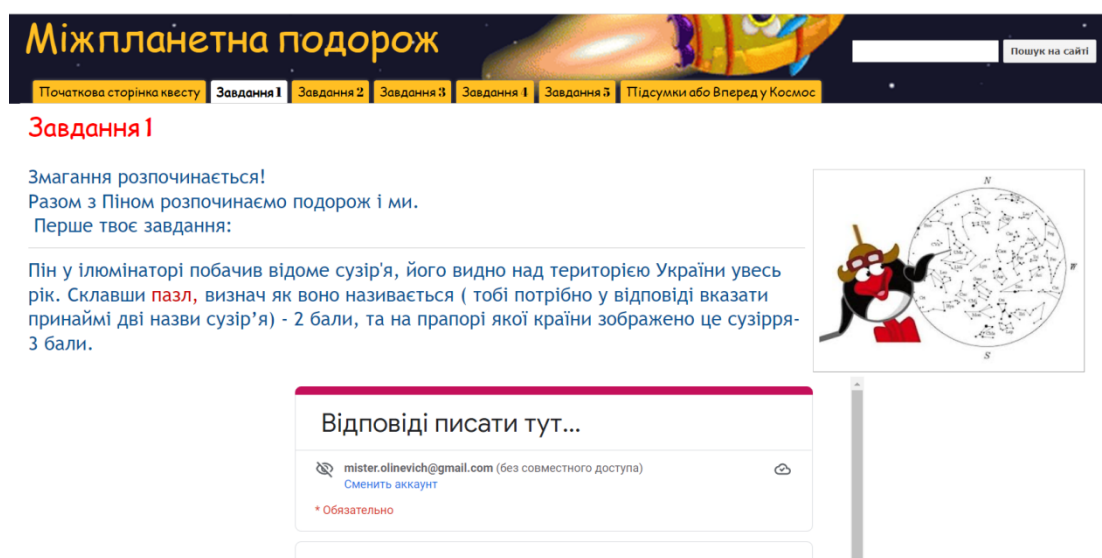 Міжпланетна подорож
Пошук на сайті
Початкова сторінка квесту Завдання 1 Завдання 2 Завдання 3 Завдання 4 Завдання 5 Підсумки або Вперед у Космос
Завдання 1
Змагання розпочинається!
Разом з Піном розпочинаємо подорож і ми.
Перше твоє завдання:
Пін у ілюмінаторі побачив відоме сузір'я, його видно над територією України увесь
рік. Склавши пазл, визнач як воно називається ( тобі потрібно у відповіді вказати
принаймі дві назви сузір’я) - 2 бали, та на прапорі якої країни зображено це сузірря-
3 бали.
N
W
S
Відповіді писати тут...
mister.olinevich@gmail.com (без совместного доступа)
Сменить аккаунт
* Обязательно